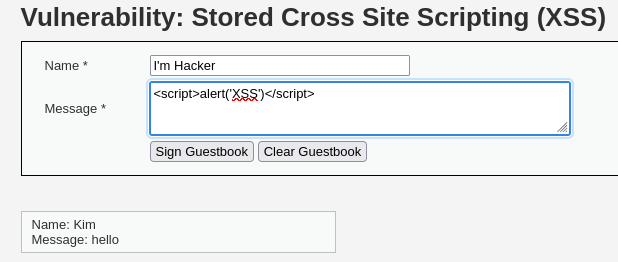 Vulnerability: Stored Cross Site Scripting (XSS)
Name * I'm Hacker
Message * <script>alert('XSS')</script>
Sign Guestbook Clear Guestbook
Name: Kim
Message: hello